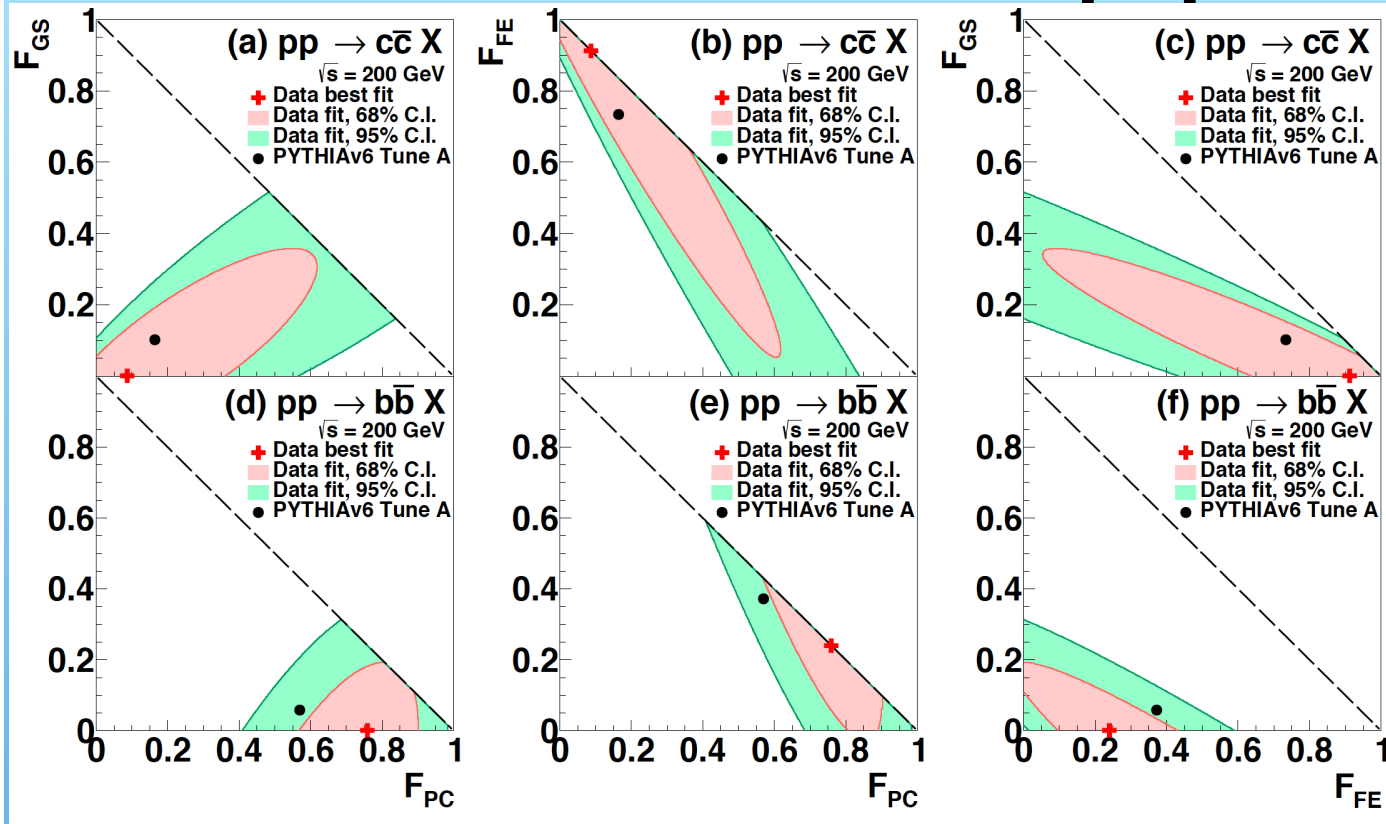 F_GS
1
0.8
0.6
0.4
0.2
(a) pp → cc̅ X
√s = 200 GeV
Data best fit
Data fit, 68% C.I.
Data fit, 95% C.I.
PYTHIAv6 Tune A
F_FE
1
0.8
0.6
0.4
0.2
(b) pp → cc̅ X
√s = 200 GeV
Data best fit
Data fit, 68% C.I.
Data fit, 95% C.I.
PYTHIAv6 Tune A
F_GS
1
0.8
0.6
0.4
0.2
(c) pp → cc̅ X
√s = 200 GeV
Data best fit
Data fit, 68% C.I.
Data fit, 95% C.I.
PYTHIAv6 Tune A
0.8
0.6
0.4
0.2
0
(d) pp → bb̅ X
√s = 200 GeV
Data best fit
Data fit, 68% C.I.
Data fit, 95% C.I.
PYTHIAv6 Tune A
0 0.2 0.4 0.6 0.8 1
F_PC
0.8
0.6
0.4
0.2
0
(e) pp → bb̅ X
√s = 200 GeV
Data best fit
Data fit, 68% C.I.
Data fit, 95% C.I.
PYTHIAv6 Tune A
0 0.2 0.4 0.6 0.8 1
F_PC
0.8
0.6
0.4
0.2
0
(f) pp → bb̅ X
√s = 200 GeV
Data best fit
Data fit, 68% C.I.
Data fit, 95% C.I.
PYTHIAv6 Tune A
0 0.2 0.4 0.6 0.8 1
F_FE